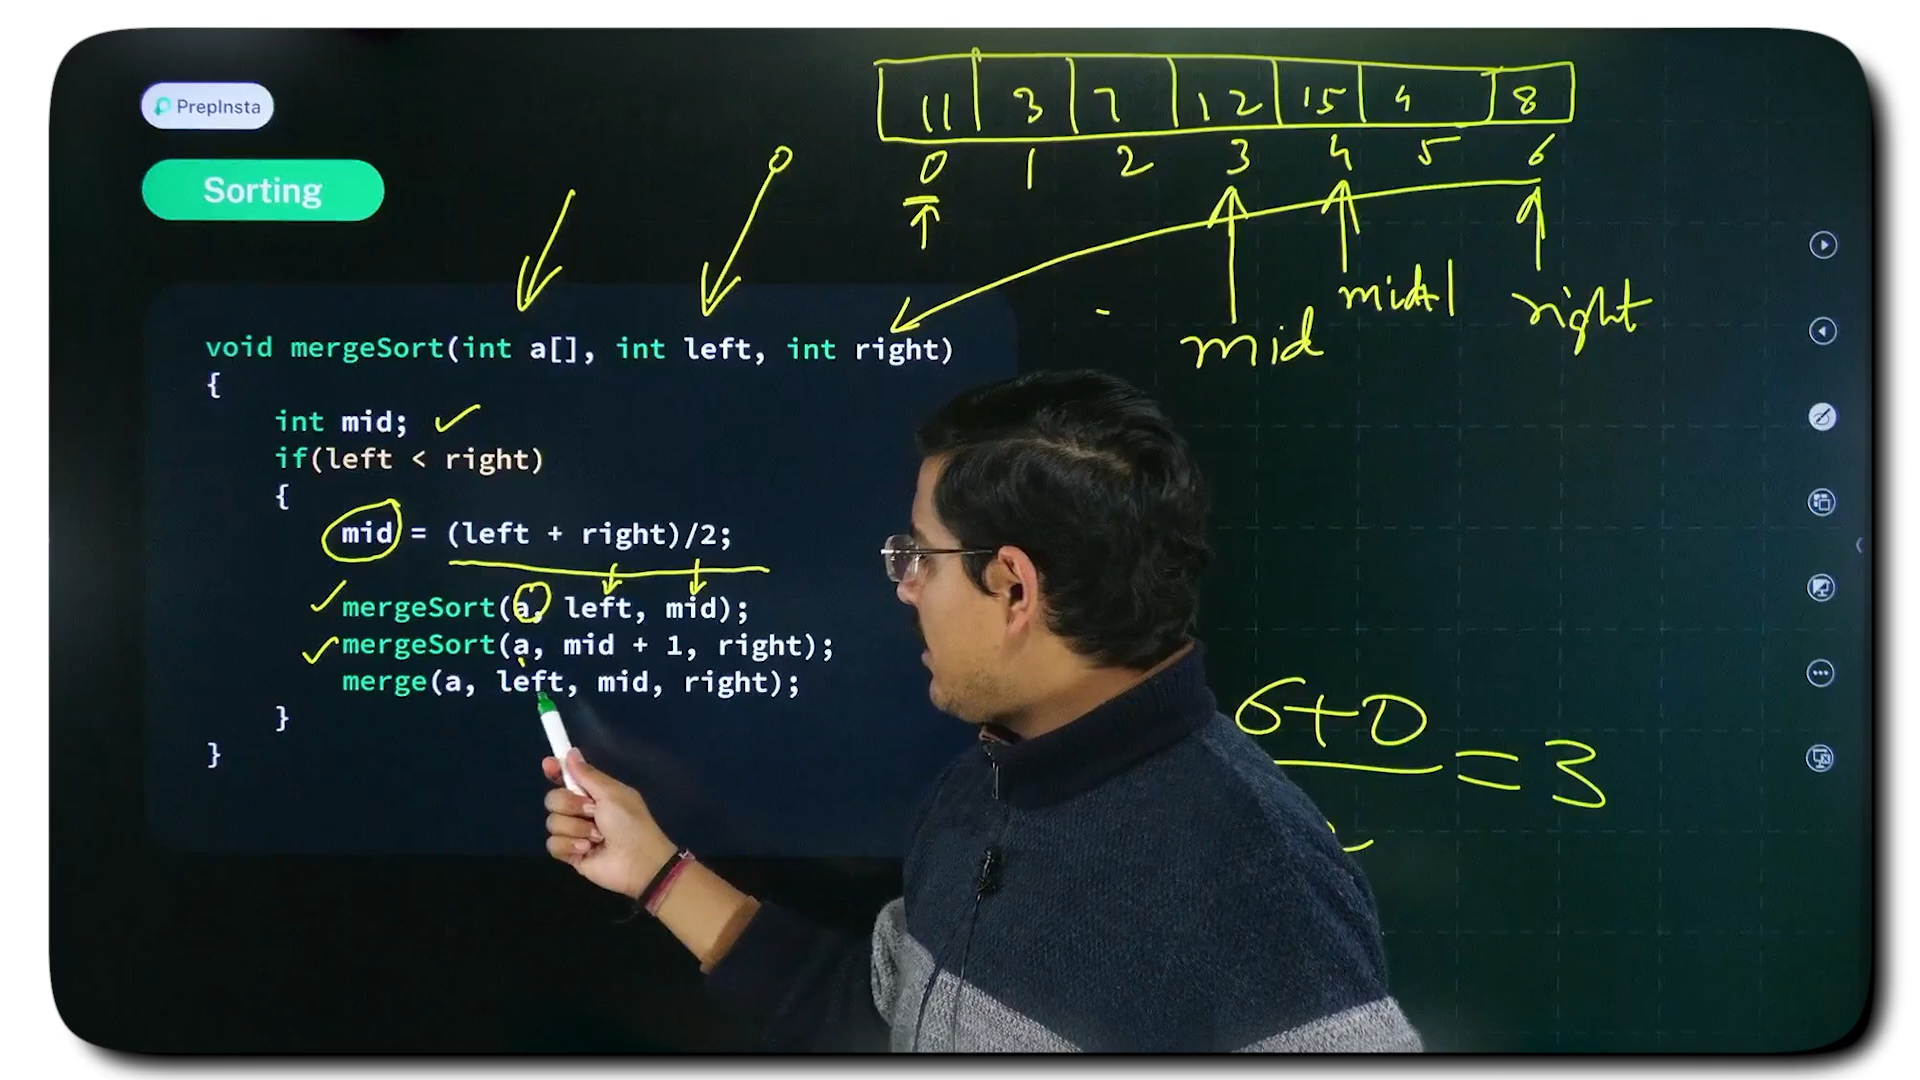 PrepInsta
Sorting
11 3 7 12 15 4 8
0 1 2 3 4 5 6
0
mid mid+1 right
void mergeSort(int a[], int left, int right)
{
int mid;
if(left < right)
{
mid = (left + right)/2;
mergeSort(a, left, mid);
mergeSort(a, mid + 1, right);
merge(a, left, mid, right);
}
}
6+0
= 3